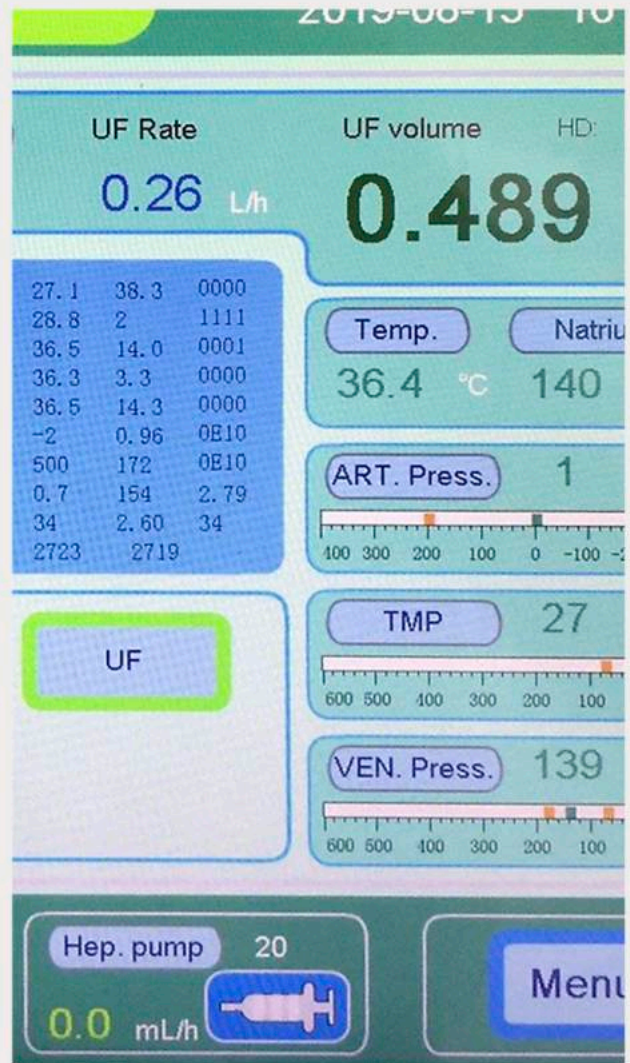 UF Rate
UF volume HD:
0.26 L/h
0.489
27.1 38.3 0000
28.8 2 1111
36.5 14.0 0001
36.3 3.3 0000
36.5 14.3 0000
-2 0.96 0E10
500 172 0E10
0.7 154 2.79
34 2.60 34
2723 2719
Temp. Natriu
36.4 °C 140
ART. Press. 1
400 300 200 100 0 -100
UF
TMP 27
600 500 400 300 200 100
VEN. Press. 139
600 500 400 300 200 100
Hep. pump 20
0.0 mL/h
Menu